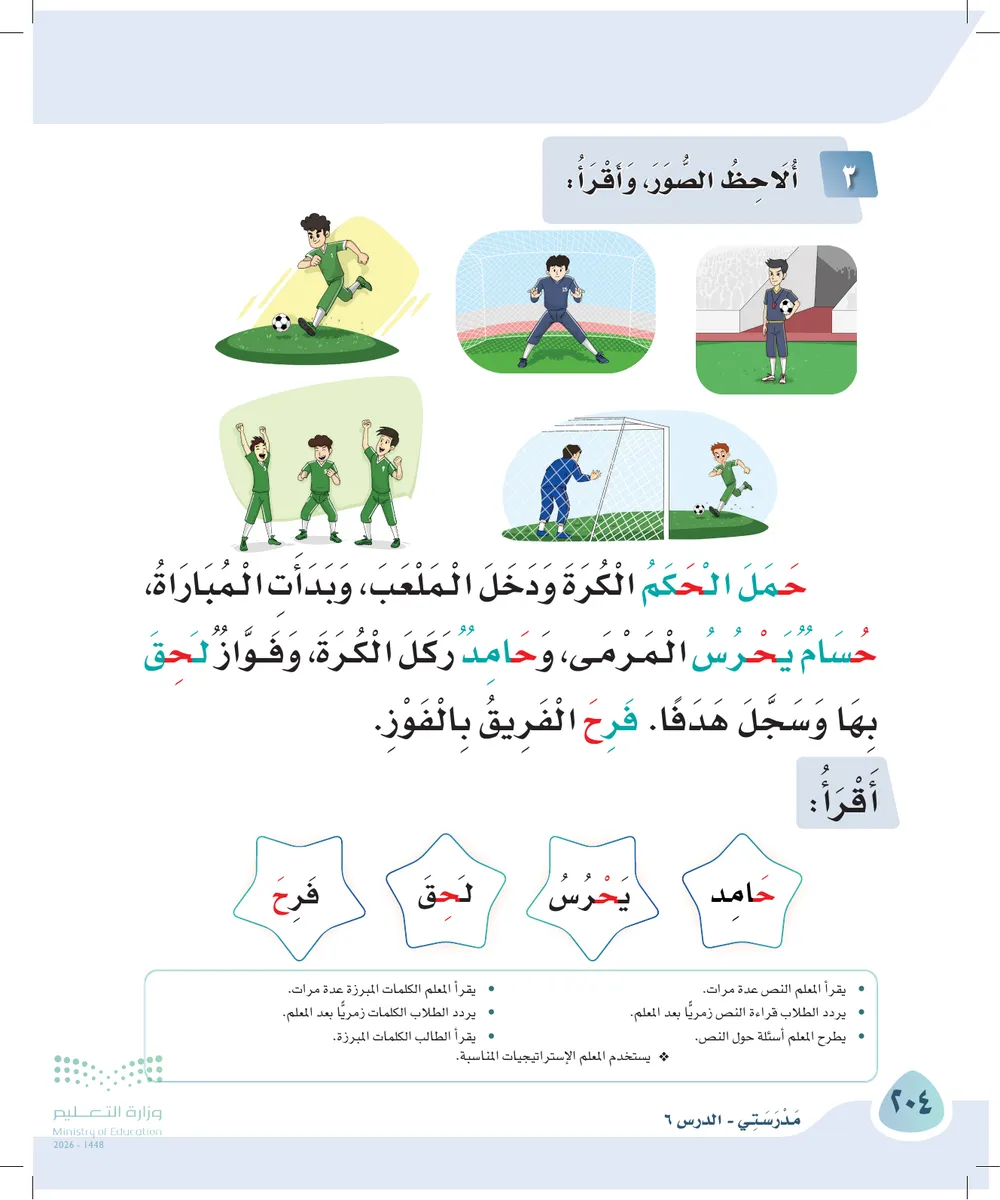 ٣
أُلَاحِظُ الصُّوَرَ، وَأَقْرَأُ:
حَمَلَ الْحَكَمُ الْكُرَةَ وَدَخَلَ الْمَلْعَبَ، وَبَدَأَتِ الْمُبَارَاةُ،
حُسَامٌ يَحْرُسُ الْمَرْمَى، وَحَامِدٌ رَكَلَ الْكُرَةَ، وَفَوَّازٌ لَحِقَ
بِهَا وَسَجَّلَ هَدَفًا. فَرِحَ الْفَرِيقُ بِالْفَوْزِ.
أَقْرَأُ:
حَامِد يَحْرُسُ لَحِقَ فَرِحَ
• يقرأ المعلم النص عدة مرات.
• يردد الطلاب قراءة النص زمريًّا بعد المعلم.
• يطرح المعلم أسئلة حول النص.
• يقرأ المعلم الكلمات المبرزة عدة مرات.
• يردد الطلاب الكلمات زمريًّا بعد المعلم.
• يقرأ الطالب الكلمات المبرزة.
❖ يستخدم المعلم الإستراتيجيات المناسبة.
٢٠٤
مَدْرَسَتِي - الدرس ٦
وزارة التعـــليم
Ministry of Education
2026 - 1448